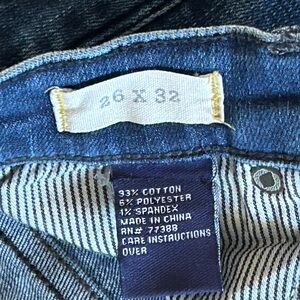 26 X 32
93% COTTON
6% POLYESTER
1% SPANDEX
MADE IN CHINA
RN# 77388
CARE INSTRUCTIONS
OVER